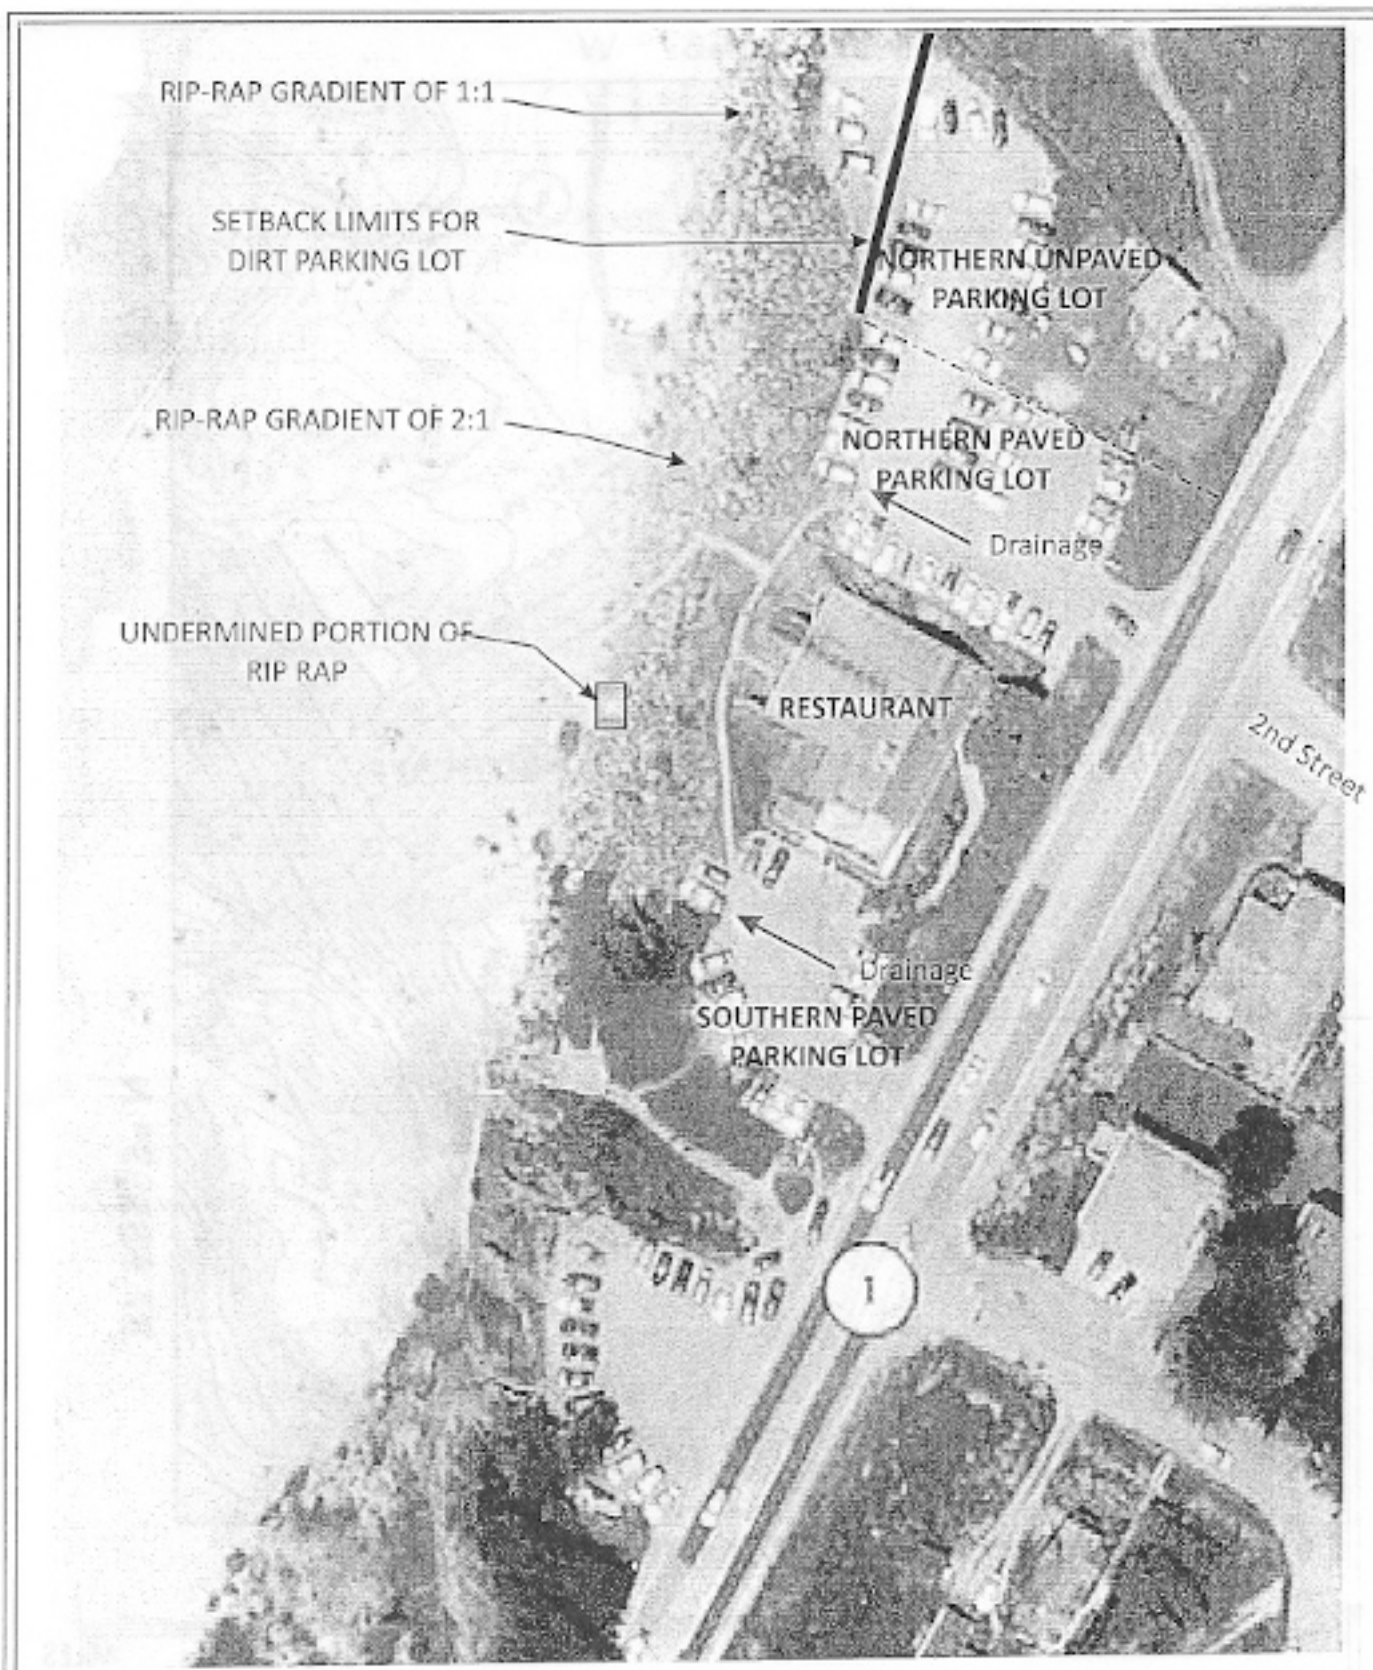 RIP-RAP GRADIENT OF 1:1
SETBACK LIMITS FOR
DIRT PARKING LOT
NORTHERN UNPAVED
PARKING LOT
RIP-RAP GRADIENT OF 2:1
NORTHERN PAVED
PARKING LOT
Drainage
UNDERMINED PORTION OF
RIP RAP
RESTAURANT
2nd Street
Drainage
SOUTHERN PAVED
PARKING LOT
1